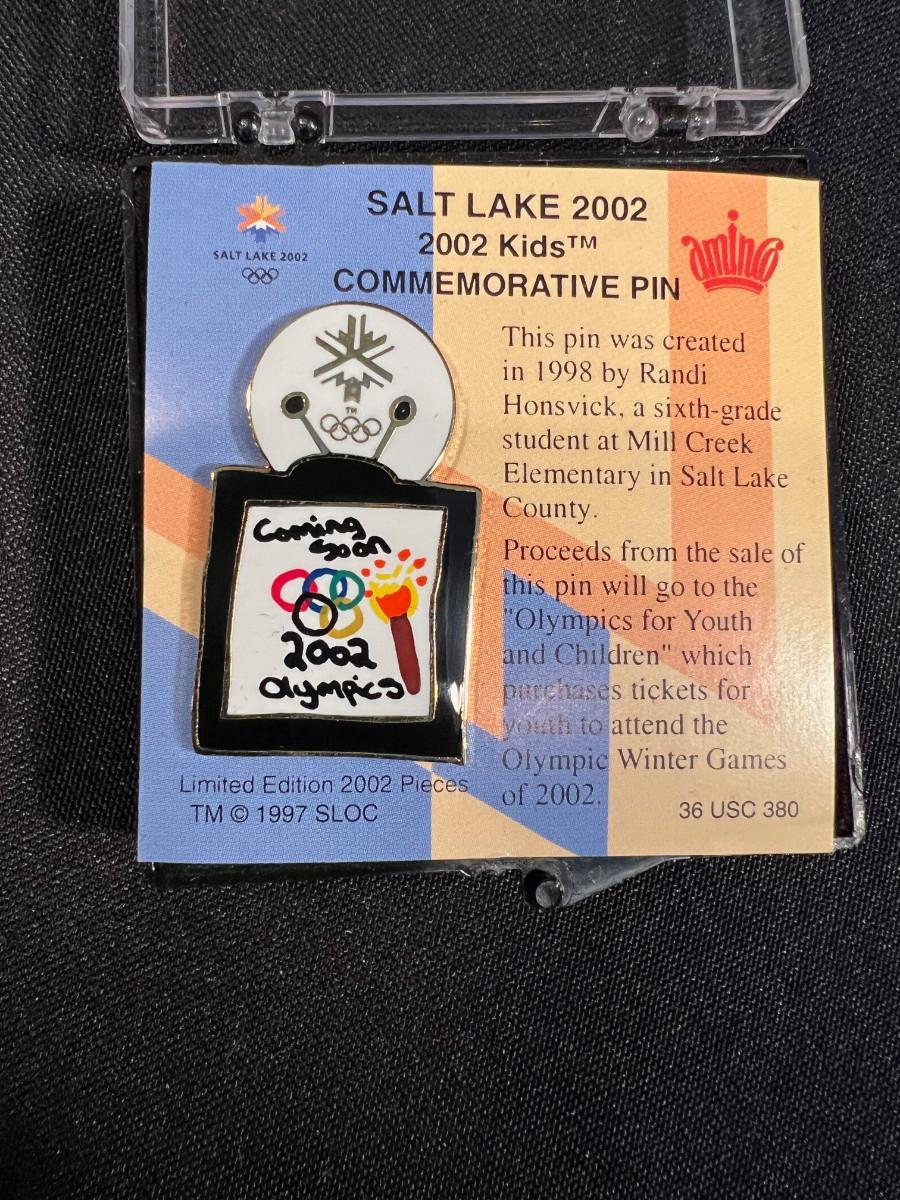 SALT LAKE 2002
2002 Kids™
COMMEMORATIVE PIN
SALT LAKE 2002
aminco
TM
Coming
soon
2002
Olympics
This pin was created
in 1998 by Randi
Honsvick, a sixth-grade
student at Mill Creek
Elementary in Salt Lake
County.
Proceeds from the sale of
this pin will go to the
"Olympics for Youth
and Children" which
purchases tickets for
youth to attend the
Olympic Winter Games
of 2002.
Limited Edition 2002 Pieces
TM © 1997 SLOC
36 USC 380